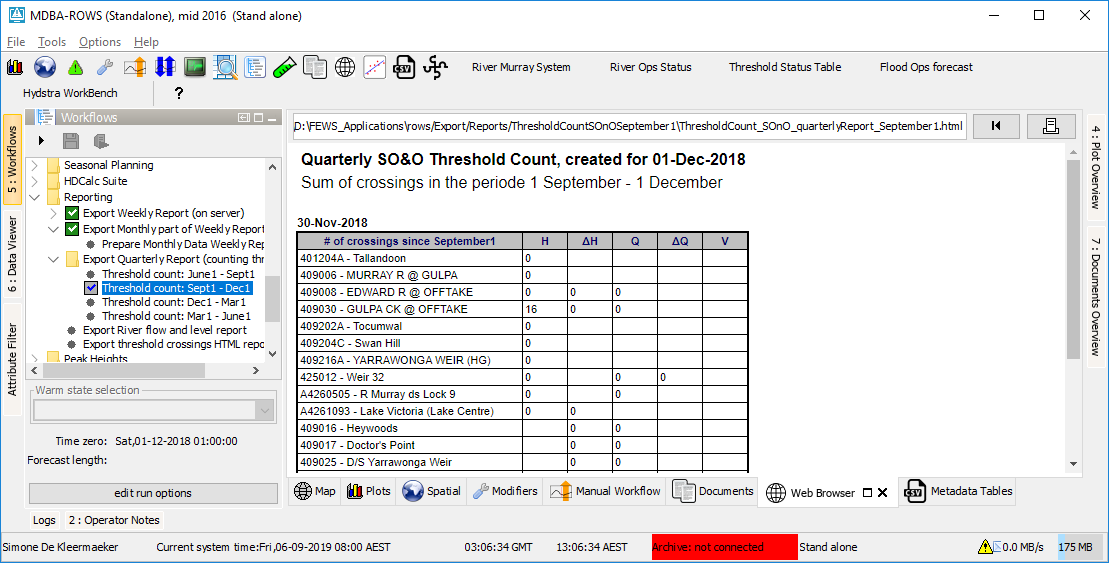 MDBA-ROWS (Standalone), mid 2016 (Stand alone)
File Tools Options Help
CSV
River Murray System River Ops Status Threshold Status Table Flood Ops forecast
Hydstra WorkBench ?
5 : Workflows
6 : Data Viewer
Attribute Filter
Workflows
Seasonal Planning
HDCalc Suite
Reporting
Export Weekly Report (on server)
Export Monthly part of Weekly Report
Prepare Monthly Data Weekly Rep
Export Quarterly Report (counting thr
Threshold count: June1 - Sept1
Threshold count: Sept1 - Dec1
Threshold count: Dec1 - Mar1
Threshold count: Mar1 - June1
Export River flow and level report
Export threshold crossings HTML repo
Peak Heights
Warm state selection
Time zero: Sat,01-12-2018 01:00:00
Forecast length:
edit run options
D:\FEWS_Applications\rows/Export/Reports/ThresholdCountSOnOSeptember1\ThresholdCount_SOnO_quarterlyReport_September1.html
Quarterly SO&O Threshold Count, created for 01-Dec-2018
Sum of crossings in the periode 1 September - 1 December
30-Nov-2018
# of crossings since September1 H ΔH Q ΔQ V
401204A - Tallandoon 0
409006 - MURRAY R @ GULPA 0
409008 - EDWARD R @ OFFTAKE 0 0 0
409030 - GULPA CK @ OFFTAKE 16 0 0
409202A - Tocumwal 0
409204C - Swan Hill 0
409216A - YARRAWONGA WEIR (HG) 0
425012 - Weir 32 0 0 0
A4260505 - R Murray ds Lock 9 0 0
A4261093 - Lake Victoria (Lake Centre) 0 0
409016 - Heywoods 0 0
409017 - Doctor's Point 0 0
409025 - D/S Yarrawonga Weir 0 0
4 : Plot Overview
7 : Documents Overview
Map Plots Spatial Modifiers Manual Workflow Documents Web Browser CSV Metadata Tables
Logs 2 : Operator Notes
Simone De Kleermaeker Current system time:Fri,06-09-2019 08:00 AEST 03:06:34 GMT 13:06:34 AEST Archive: not connected Stand alone 0.0 MB/s 175 MB